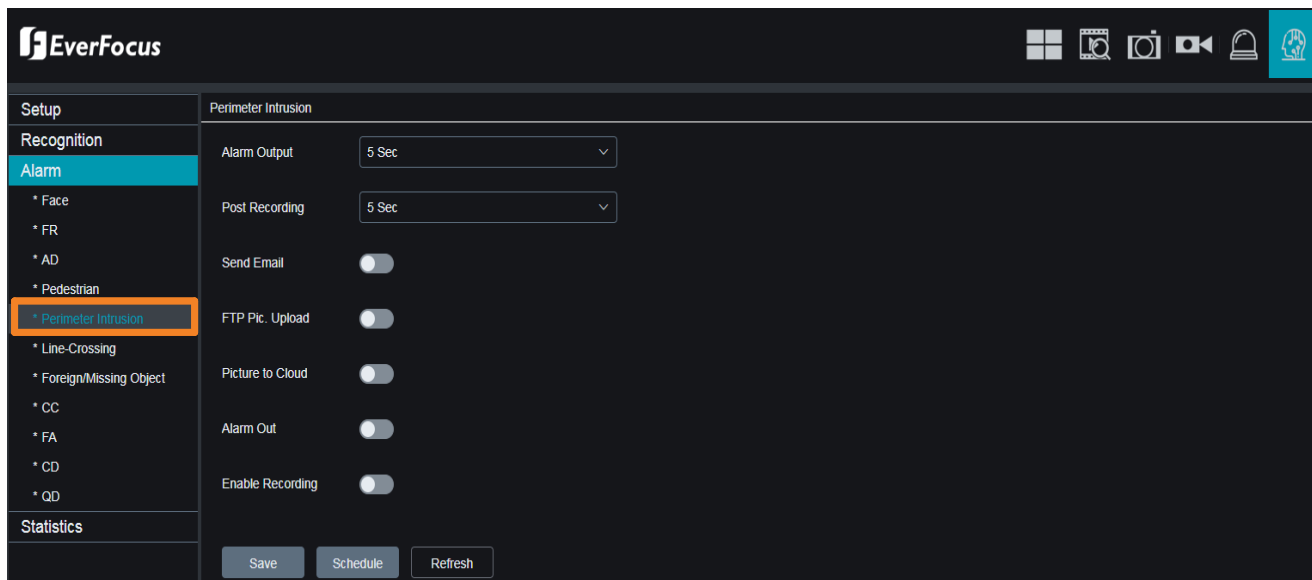 EverFocus
Setup
Recognition
Alarm
* Face
* FR
* AD
* Pedestrian
* Perimeter Intrusion
* Line-Crossing
* Foreign/Missing Object
* CC
* FA
* CD
* QD
Statistics
Perimeter Intrusion
Alarm Output 5 Sec
Post Recording 5 Sec
Send Email
FTP Pic. Upload
Picture to Cloud
Alarm Out
Enable Recording
Save Schedule Refresh